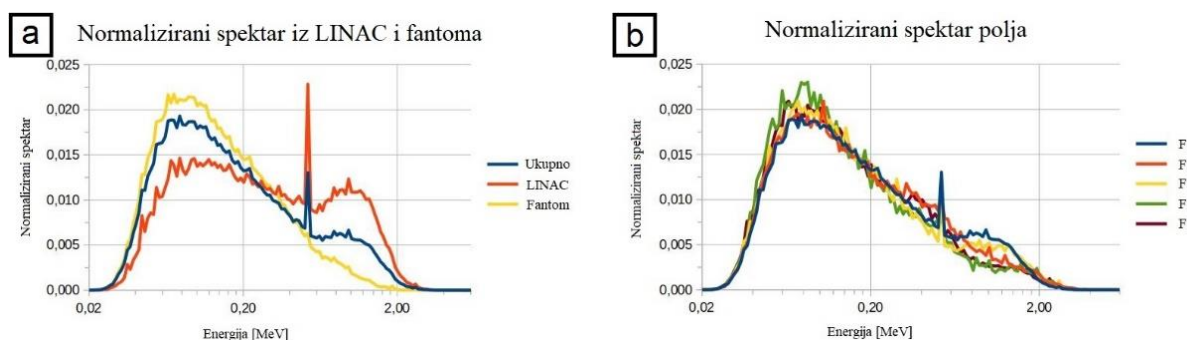 a
Normalizirani spektar iz LINAC i fantoma
0,025
0,020
0,015
0,010
0,005
0,000
0,02
0,20
2,00
Normalizirani spektar
Energija [MeV]
Ukupno
LINAC
Fantom
b
Normalizirani spektar polja
0,025
0,020
0,015
0,010
0,005
0,000
0,02
0,20
2,00
Normalizirani spektar
Energija [MeV]
F
F
F
F
F